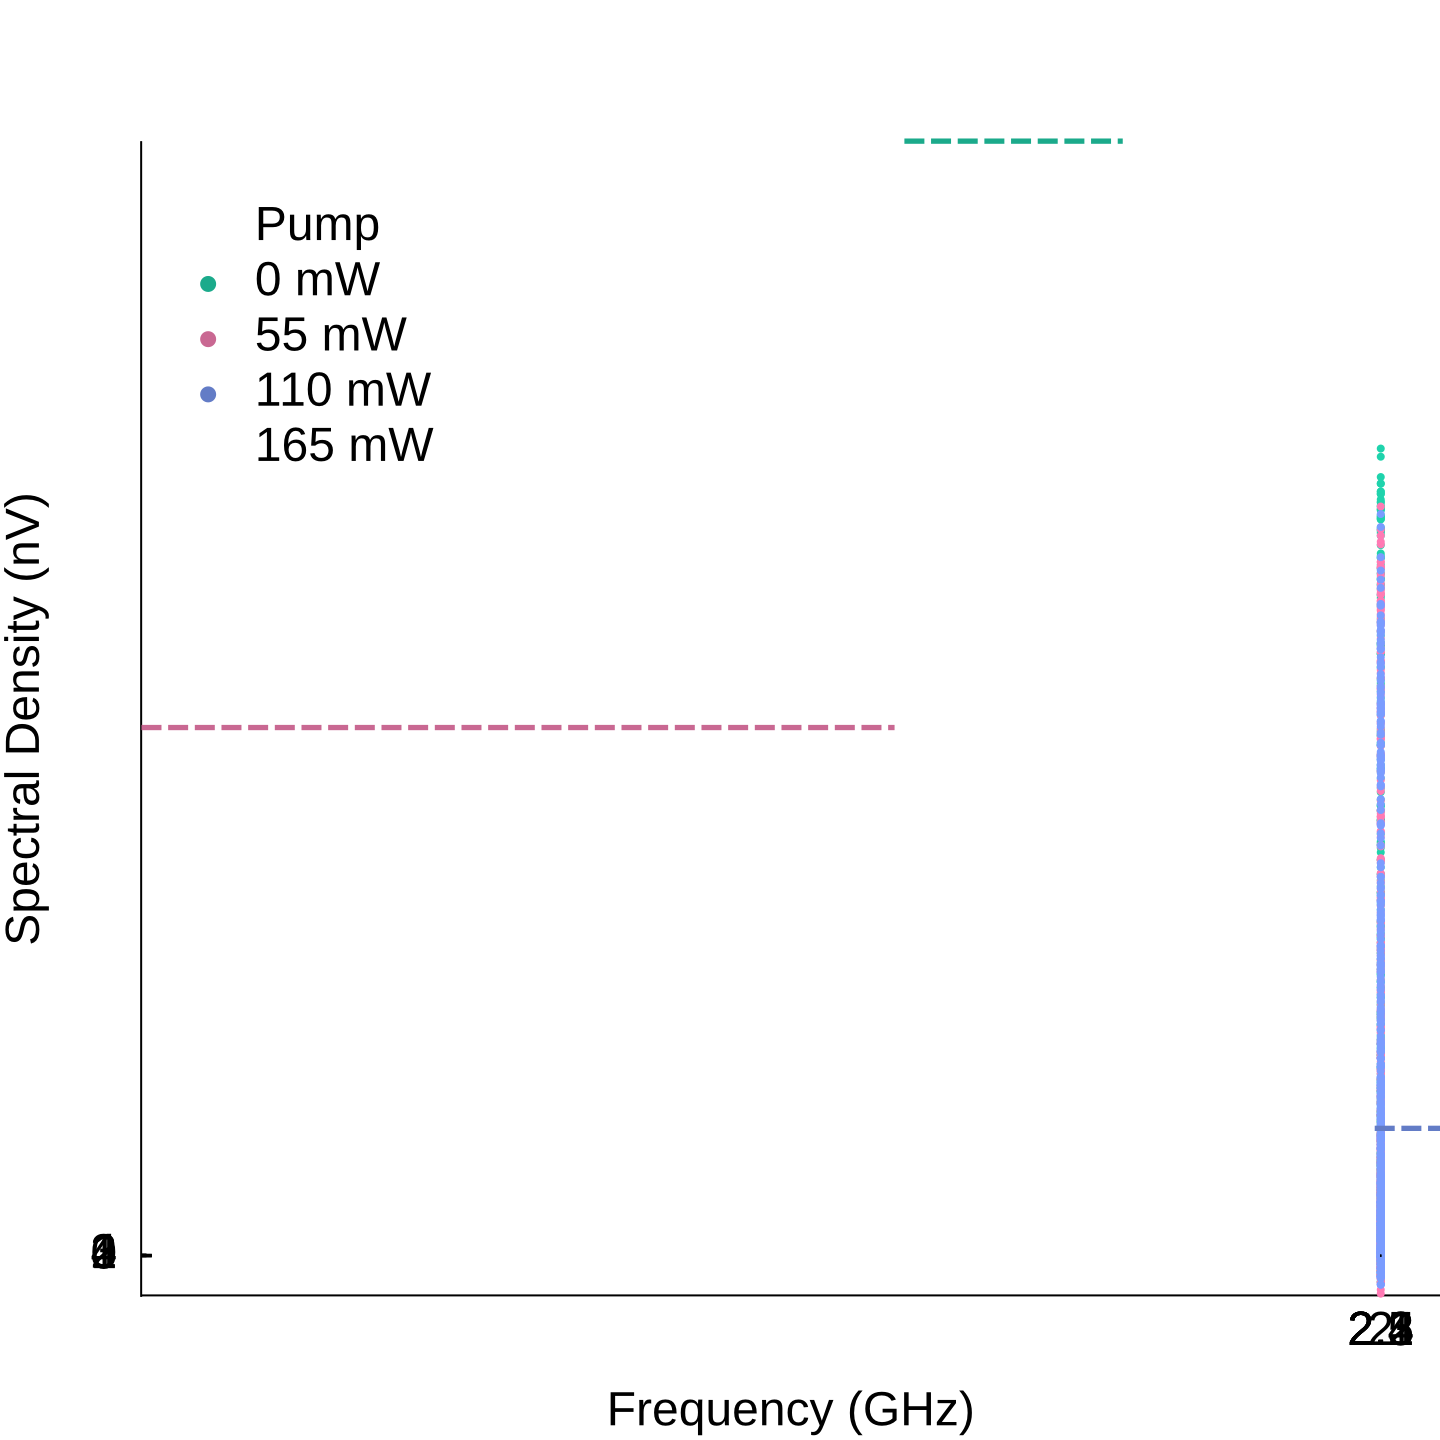 Pump
0 mW
55 mW
110 mW
165 mW
Spectral Density (nV)
Frequency (GHz)